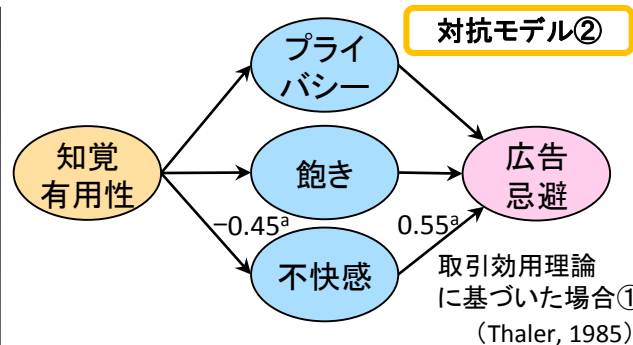 対抗モデル②
プライ
バシー
知覚
有用性
飽き
広告
忌避
−0.45ᵃ
0.55ᵃ
不快感
取引効用理論
に基づいた場合①
（Thaler, 1985）